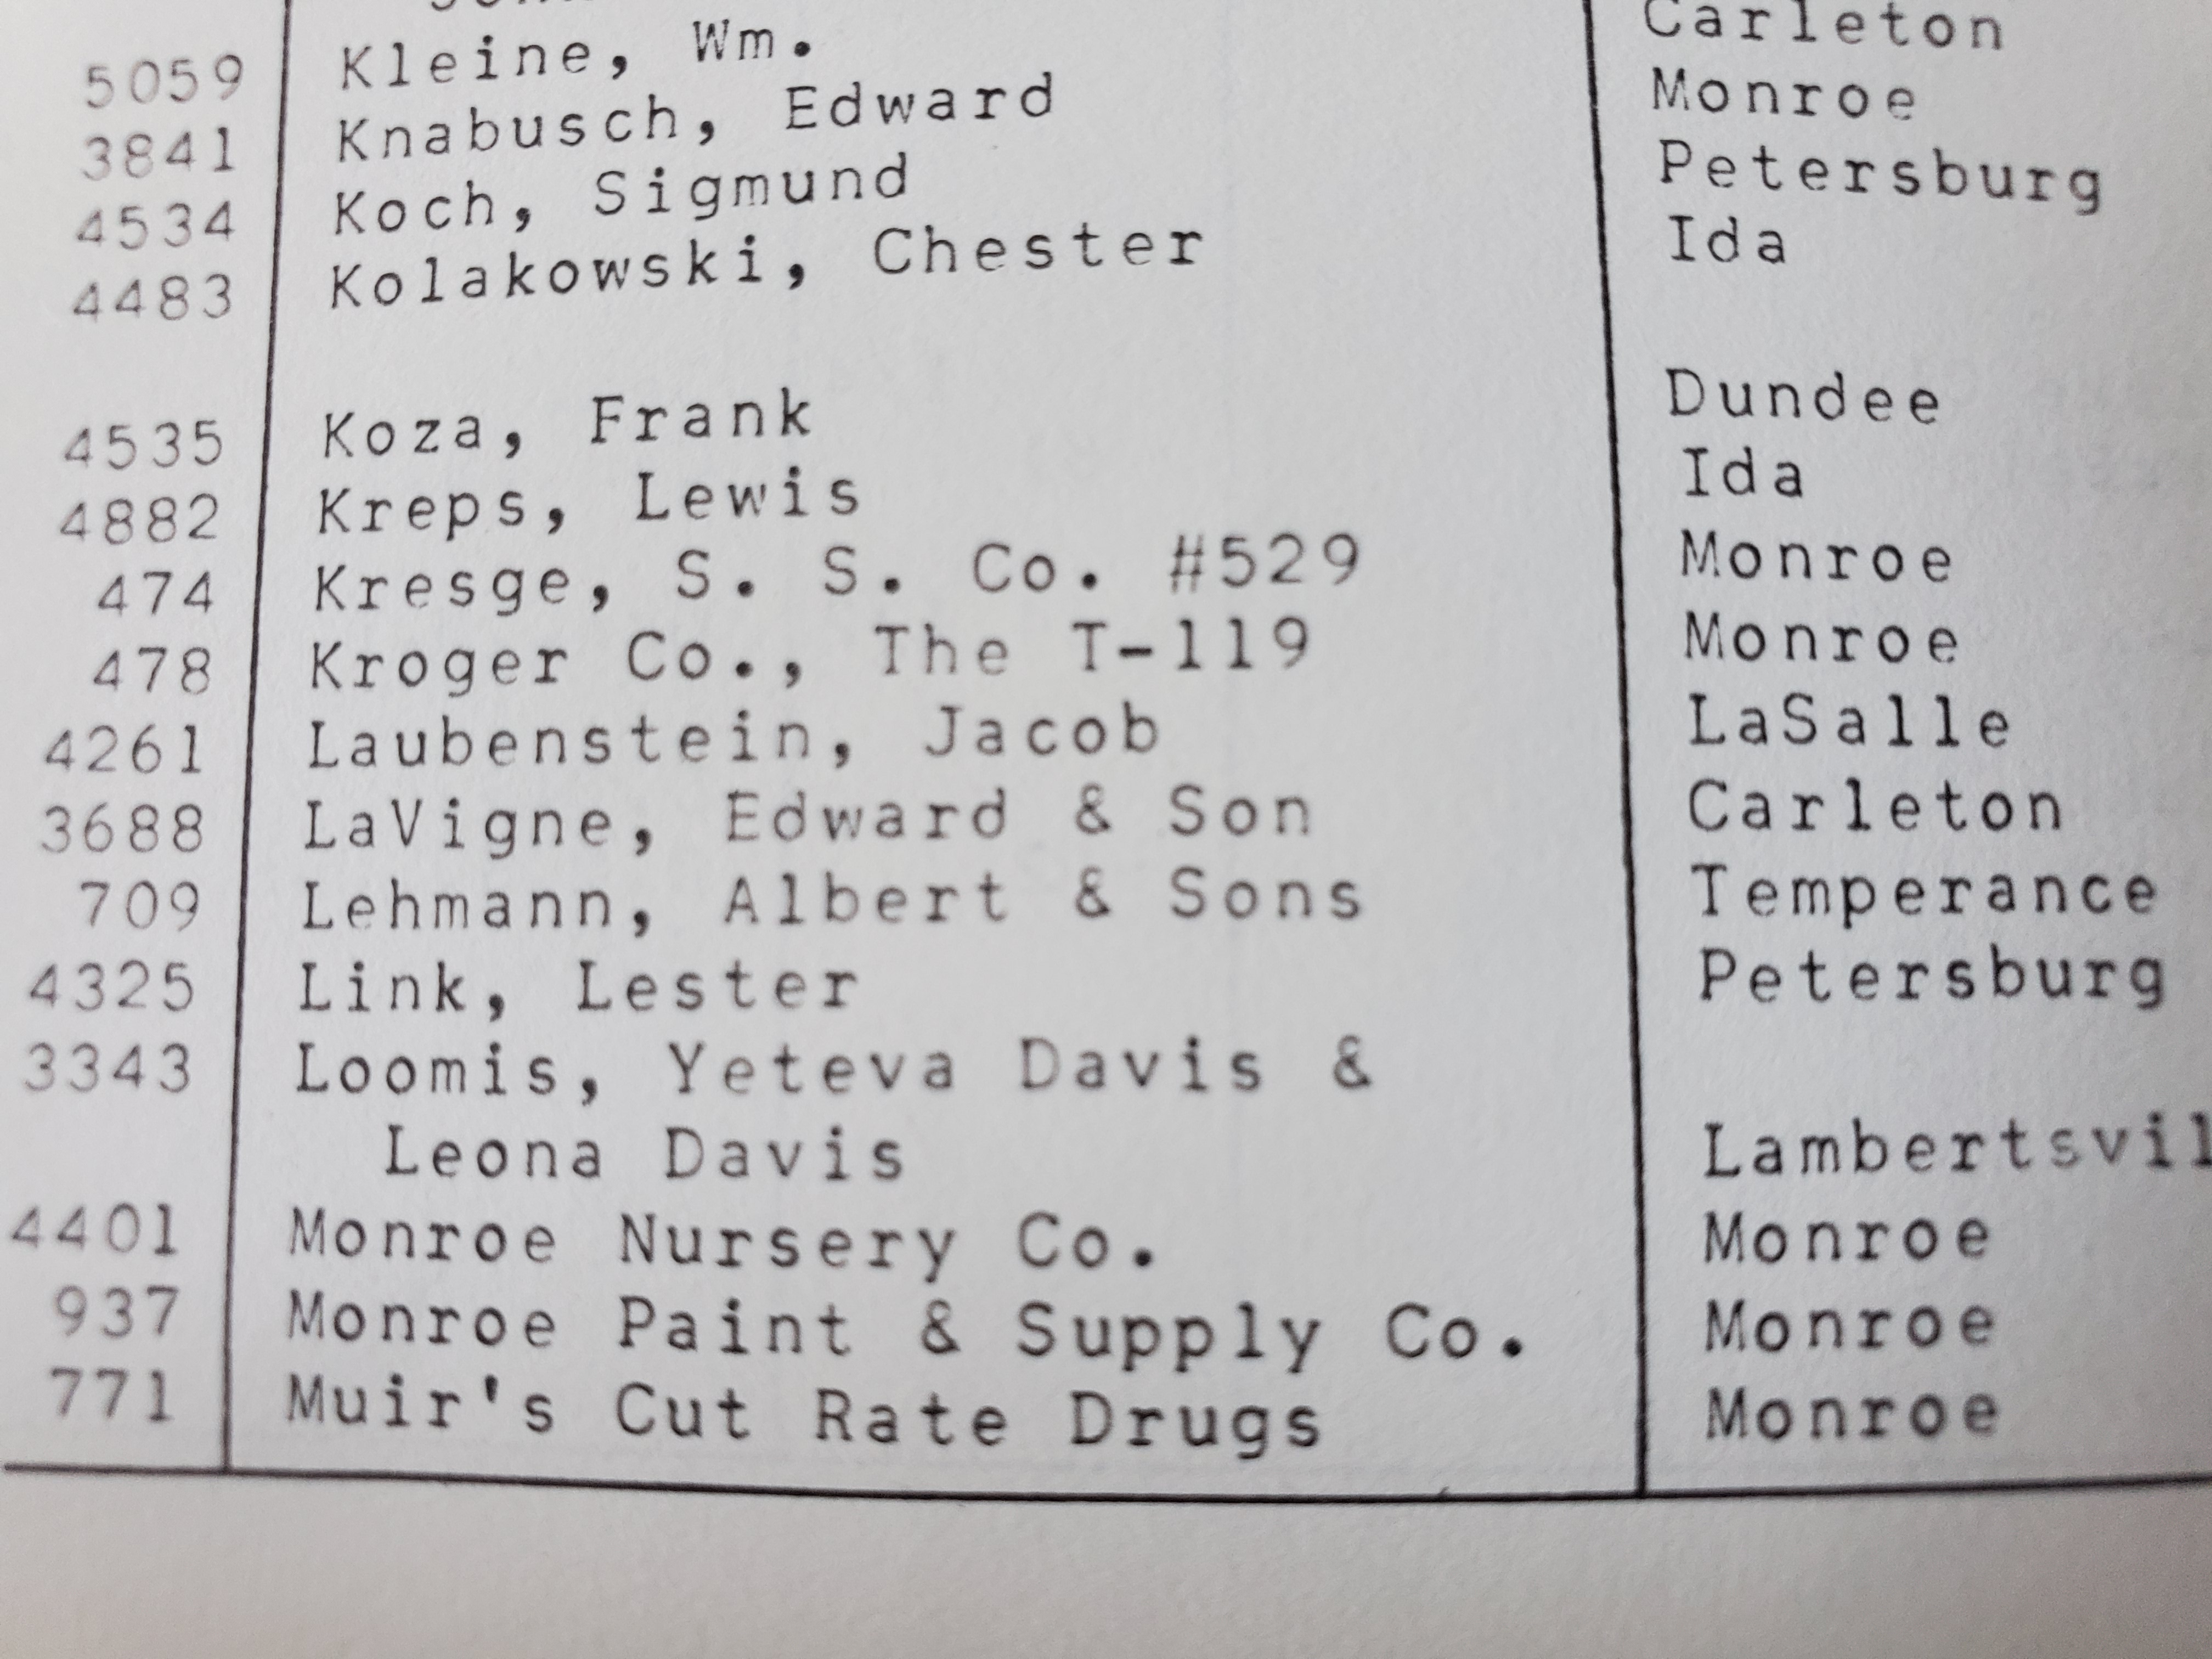 5059 Kleine, Wm. Carleton
3841 Knabusch, Edward Monroe
4534 Koch, Sigmund Petersburg
4483 Kolakowski, Chester Ida
4535 Koza, Frank Dundee
4882 Kreps, Lewis Ida
474 Kresge, S. S. Co. #529 Monroe
478 Kroger Co., The T-119 Monroe
4261 Laubenstein, Jacob LaSalle
3688 LaVigne, Edward & Son Carleton
709 Lehmann, Albert & Sons Temperance
4325 Link, Lester Petersburg
3343 Loomis, Yeteva Davis &
Leona Davis Lambertsvil
4401 Monroe Nursery Co. Monroe
937 Monroe Paint & Supply Co. Monroe
771 Muir's Cut Rate Drugs Monroe